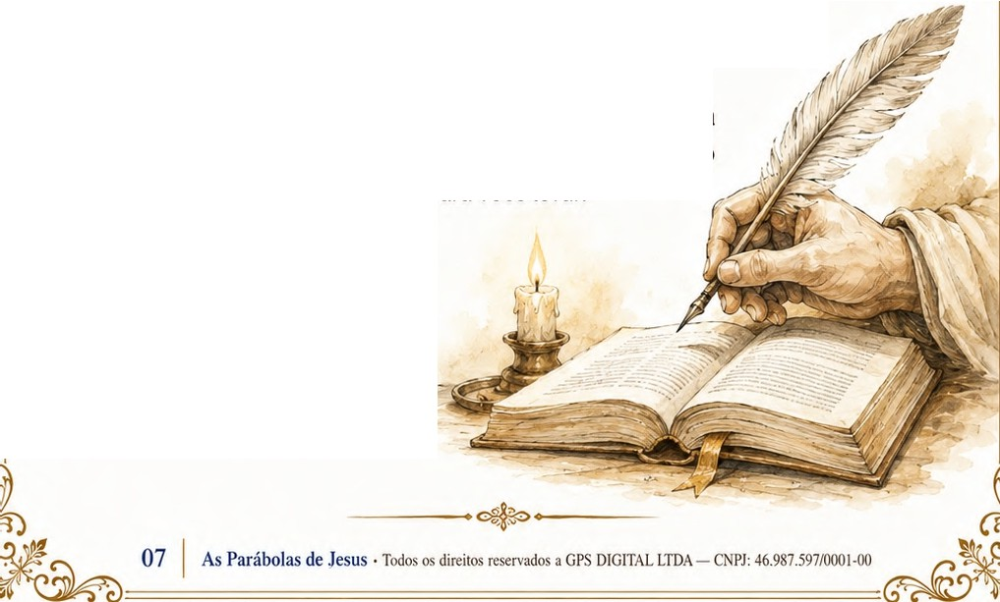 07 As Parábolas de Jesus · Todos os direitos reservados a GPS DIGITAL LTDA — CNPJ: 46.987.597/0001-00